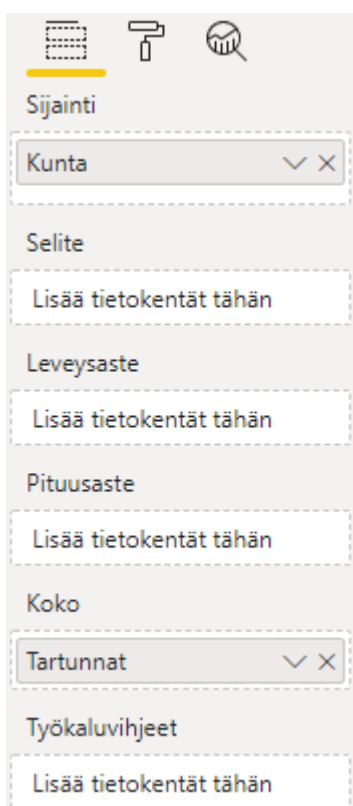 Sijainti
Kunta
Selite
Lisää tietokentät tähän
Leveysaste
Lisää tietokentät tähän
Pituusaste
Lisää tietokentät tähän
Koko
Tartunnat
Työkaluvihjeet
Lisää tietokentät tähän